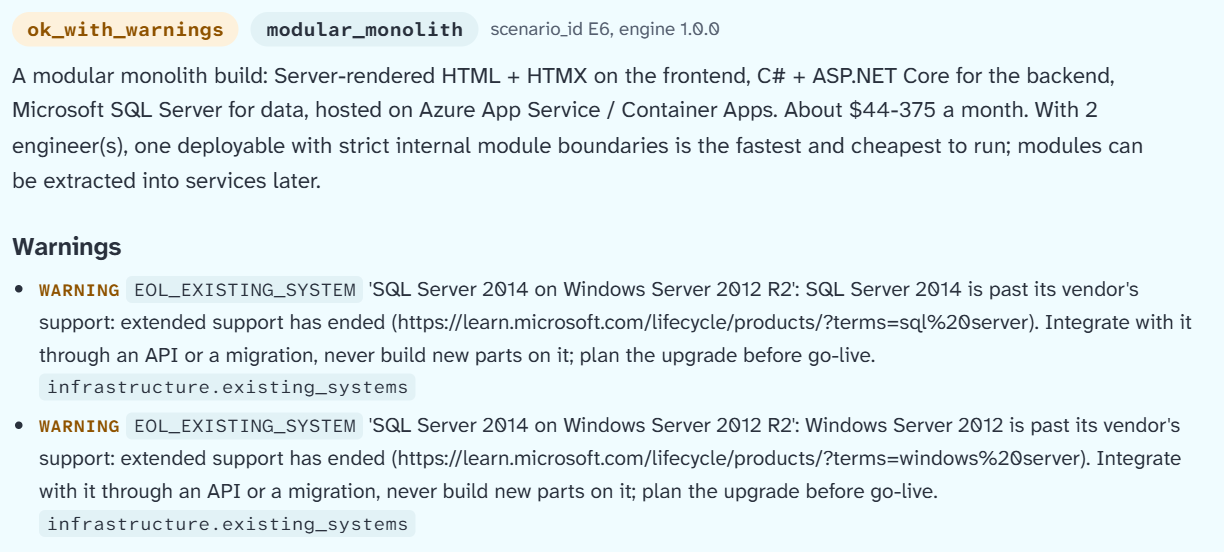 ok_with_warnings modular_monolith scenario_id E6, engine 1.0.0
A modular monolith build: Server-rendered HTML + HTMX on the frontend, C# + ASP.NET Core for the backend,
Microsoft SQL Server for data, hosted on Azure App Service / Container Apps. About $44-375 a month. With 2
engineer(s), one deployable with strict internal module boundaries is the fastest and cheapest to run; modules can
be extracted into services later.
Warnings
• WARNING EOL_EXISTING_SYSTEM 'SQL Server 2014 on Windows Server 2012 R2': SQL Server 2014 is past its vendor's
support: extended support has ended (https://learn.microsoft.com/lifecycle/products/?terms=sql%20server). Integrate with it
through an API or a migration, never build new parts on it; plan the upgrade before go-live.
infrastructure.existing_systems
• WARNING EOL_EXISTING_SYSTEM 'SQL Server 2014 on Windows Server 2012 R2': Windows Server 2012 is past its vendor's
support: extended support has ended (https://learn.microsoft.com/lifecycle/products/?terms=windows%20server). Integrate
with it through an API or a migration, never build new parts on it; plan the upgrade before go-live.
infrastructure.existing_systems